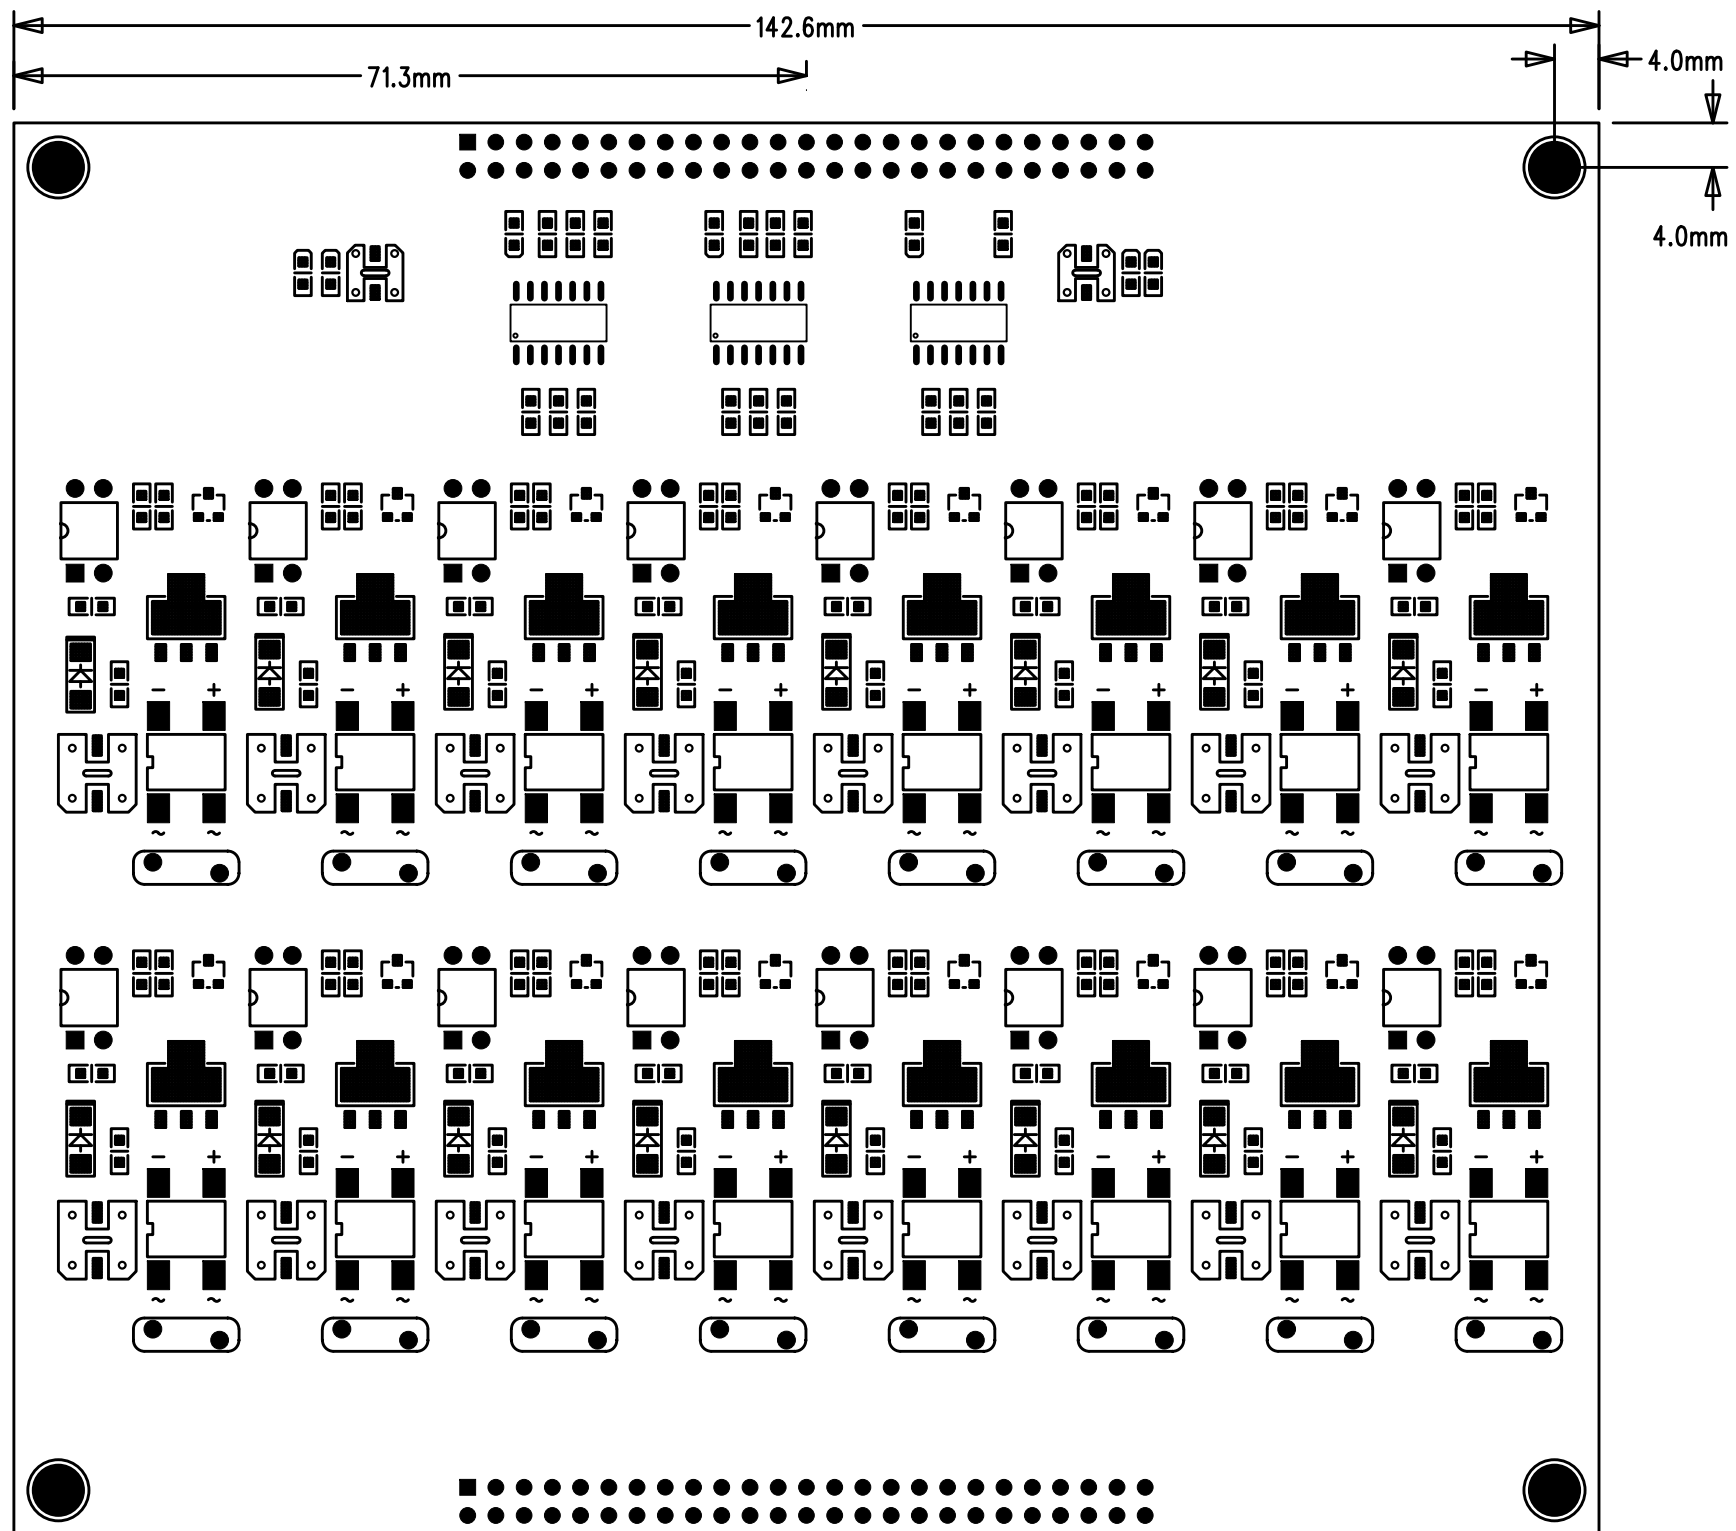 142.6mm
71.3mm
4.0mm
4.0mm
- + - + - + - + - + - + - + - +
~ ~ ~ ~ ~ ~ ~ ~ ~ ~ ~ ~ ~ ~ ~ ~
- + - + - + - + - + - + - + - +
~ ~ ~ ~ ~ ~ ~ ~ ~ ~ ~ ~ ~ ~ ~ ~